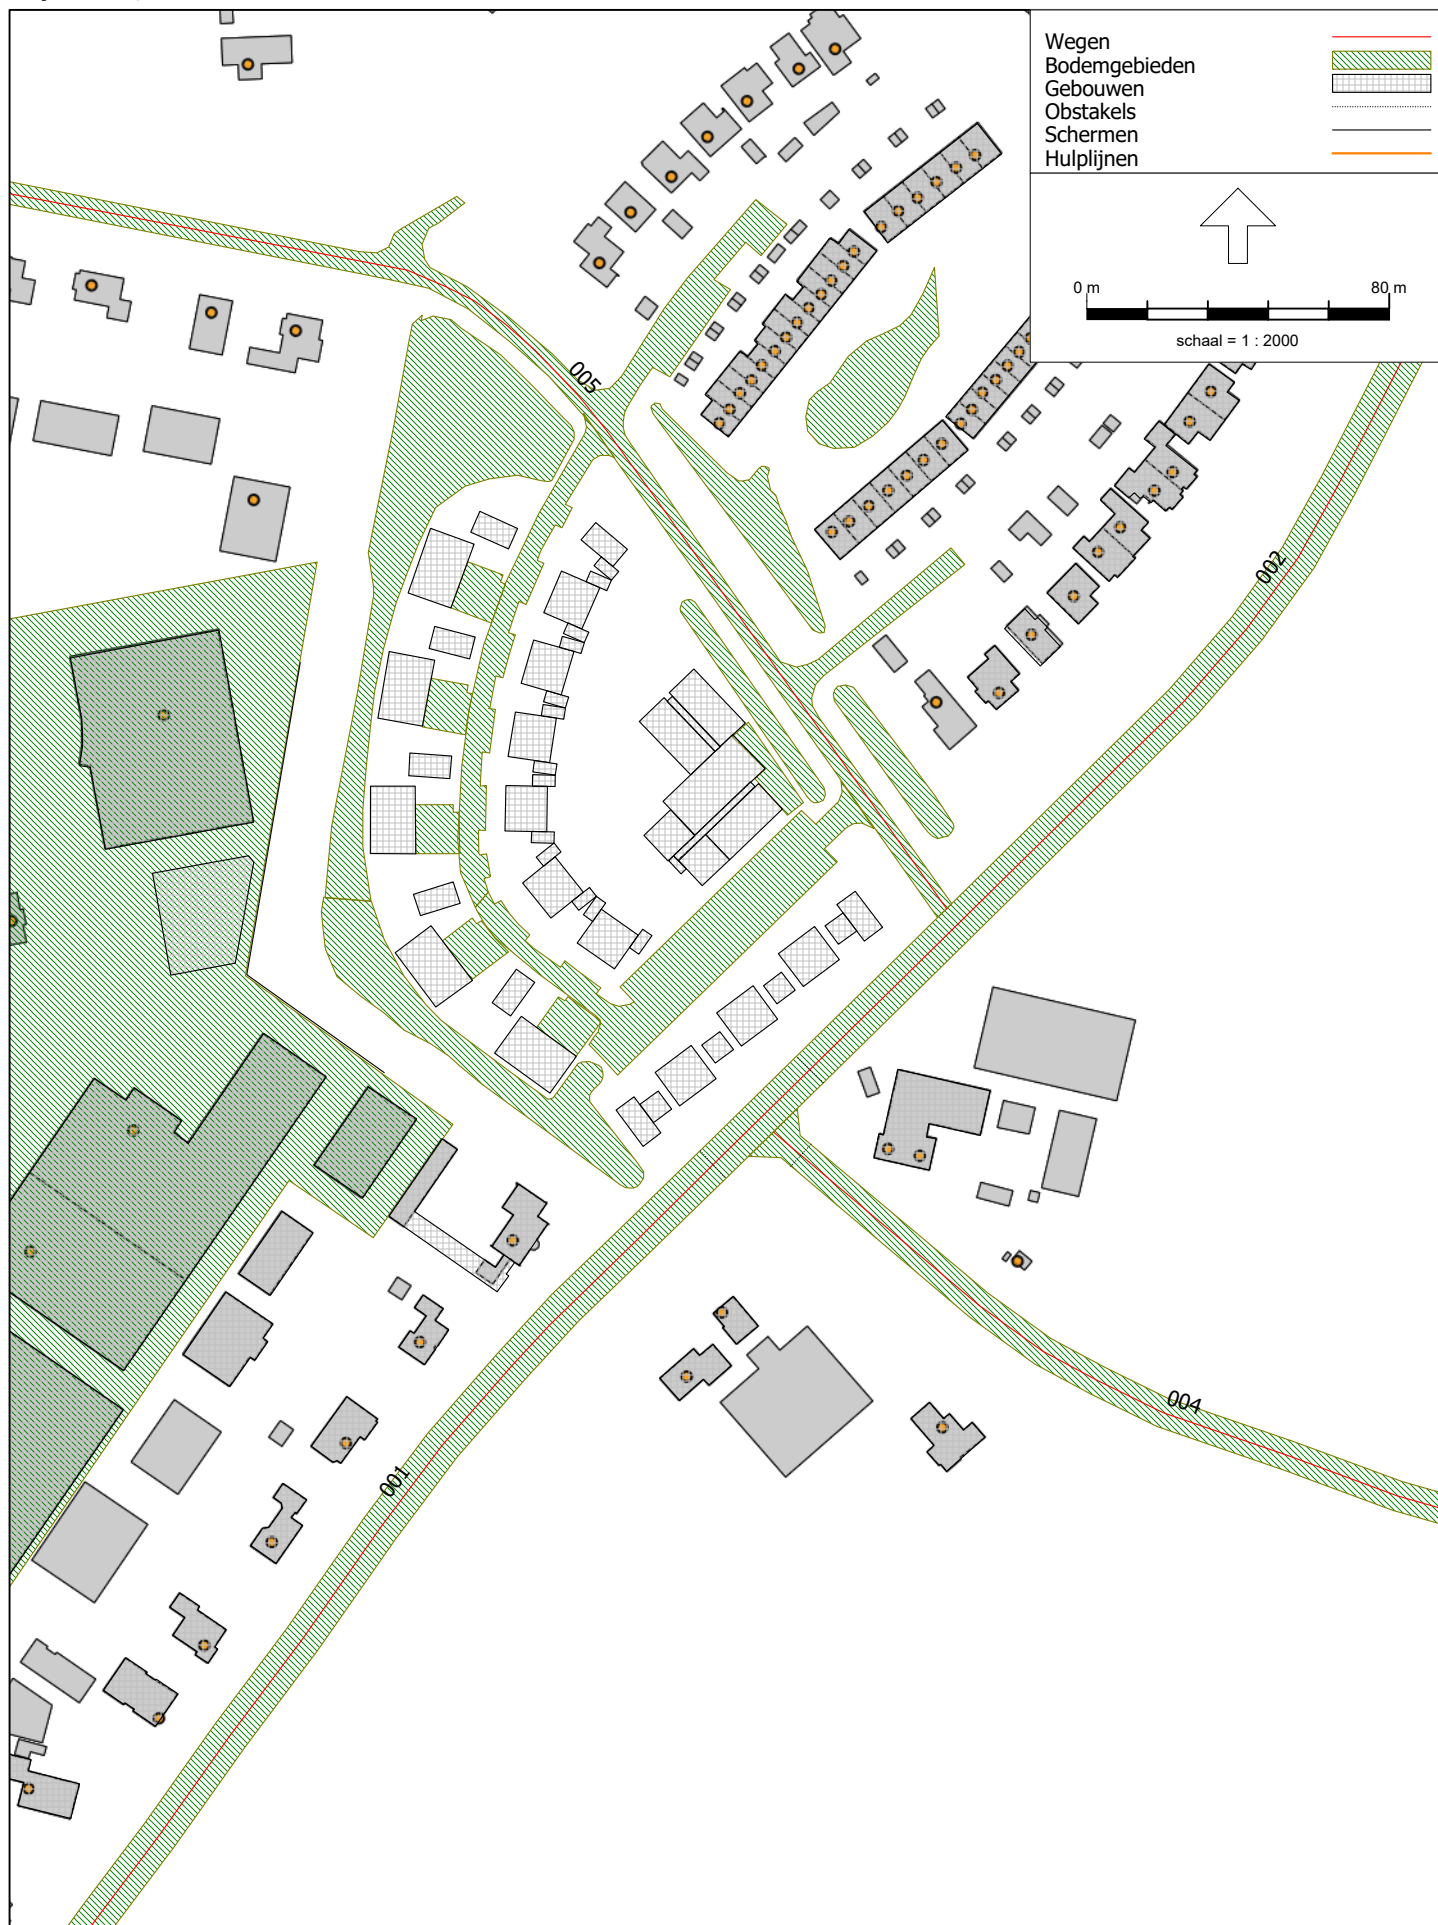 Wegen
Bodemgebieden
Gebouwen
Obstakels
Schermen
Hulplijnen
0 m 80 m
schaal = 1 : 2000
005
002
004
001